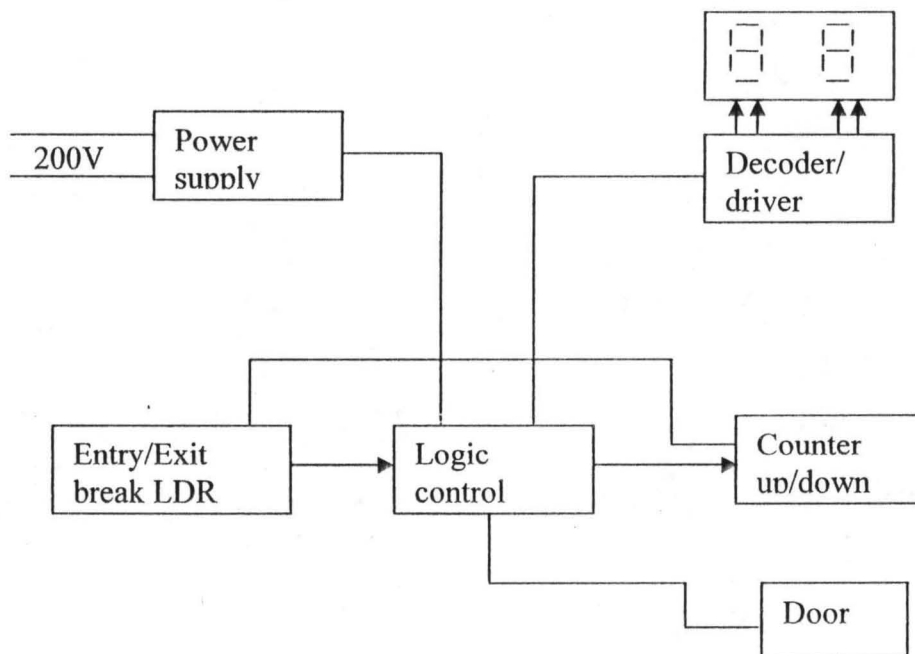 200V
Power
supply
Decoder/
driver
Entry/Exit
break LDR
Logic
control
Counter
up/down
Door